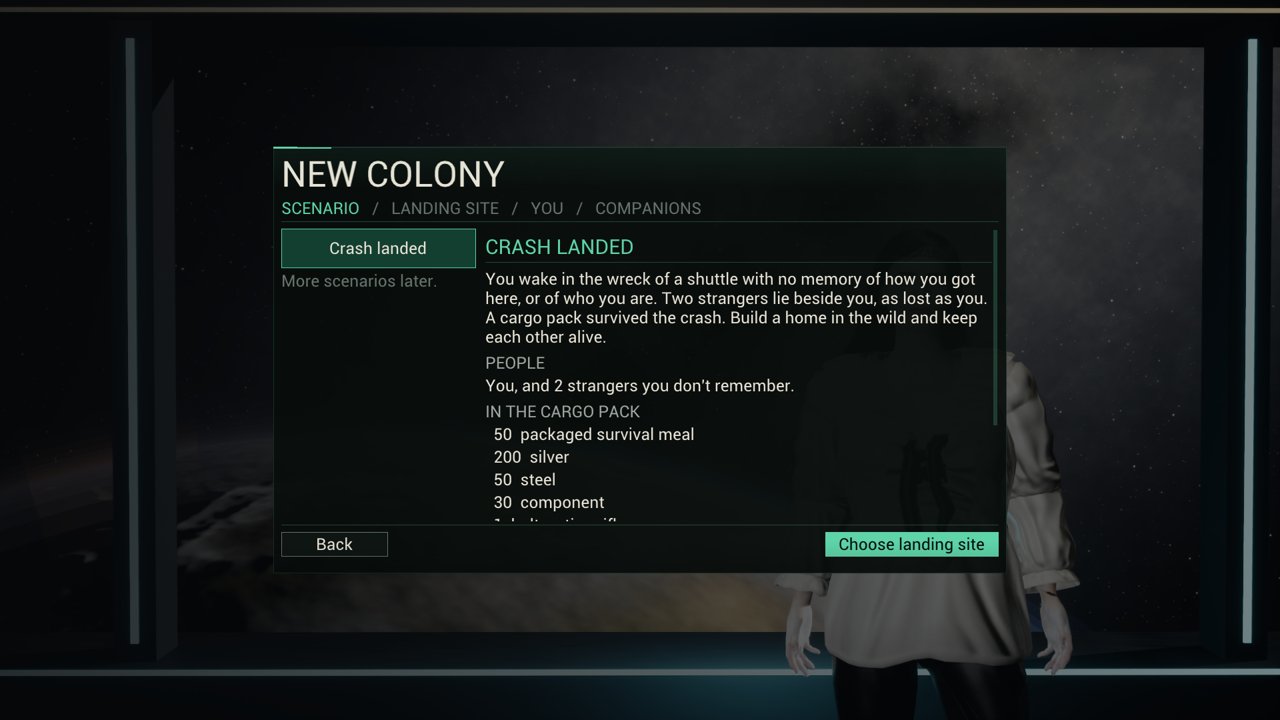 NEW COLONY
SCENARIO / LANDING SITE / YOU / COMPANIONS
Crash landed
More scenarios later.
CRASH LANDED
You wake in the wreck of a shuttle with no memory of how you got
here, or of who you are. Two strangers lie beside you, as lost as you.
A cargo pack survived the crash. Build a home in the wild and keep
each other alive.
PEOPLE
You, and 2 strangers you don't remember.
IN THE CARGO PACK
50 packaged survival meal
200 silver
50 steel
30 component
Back
Choose landing site